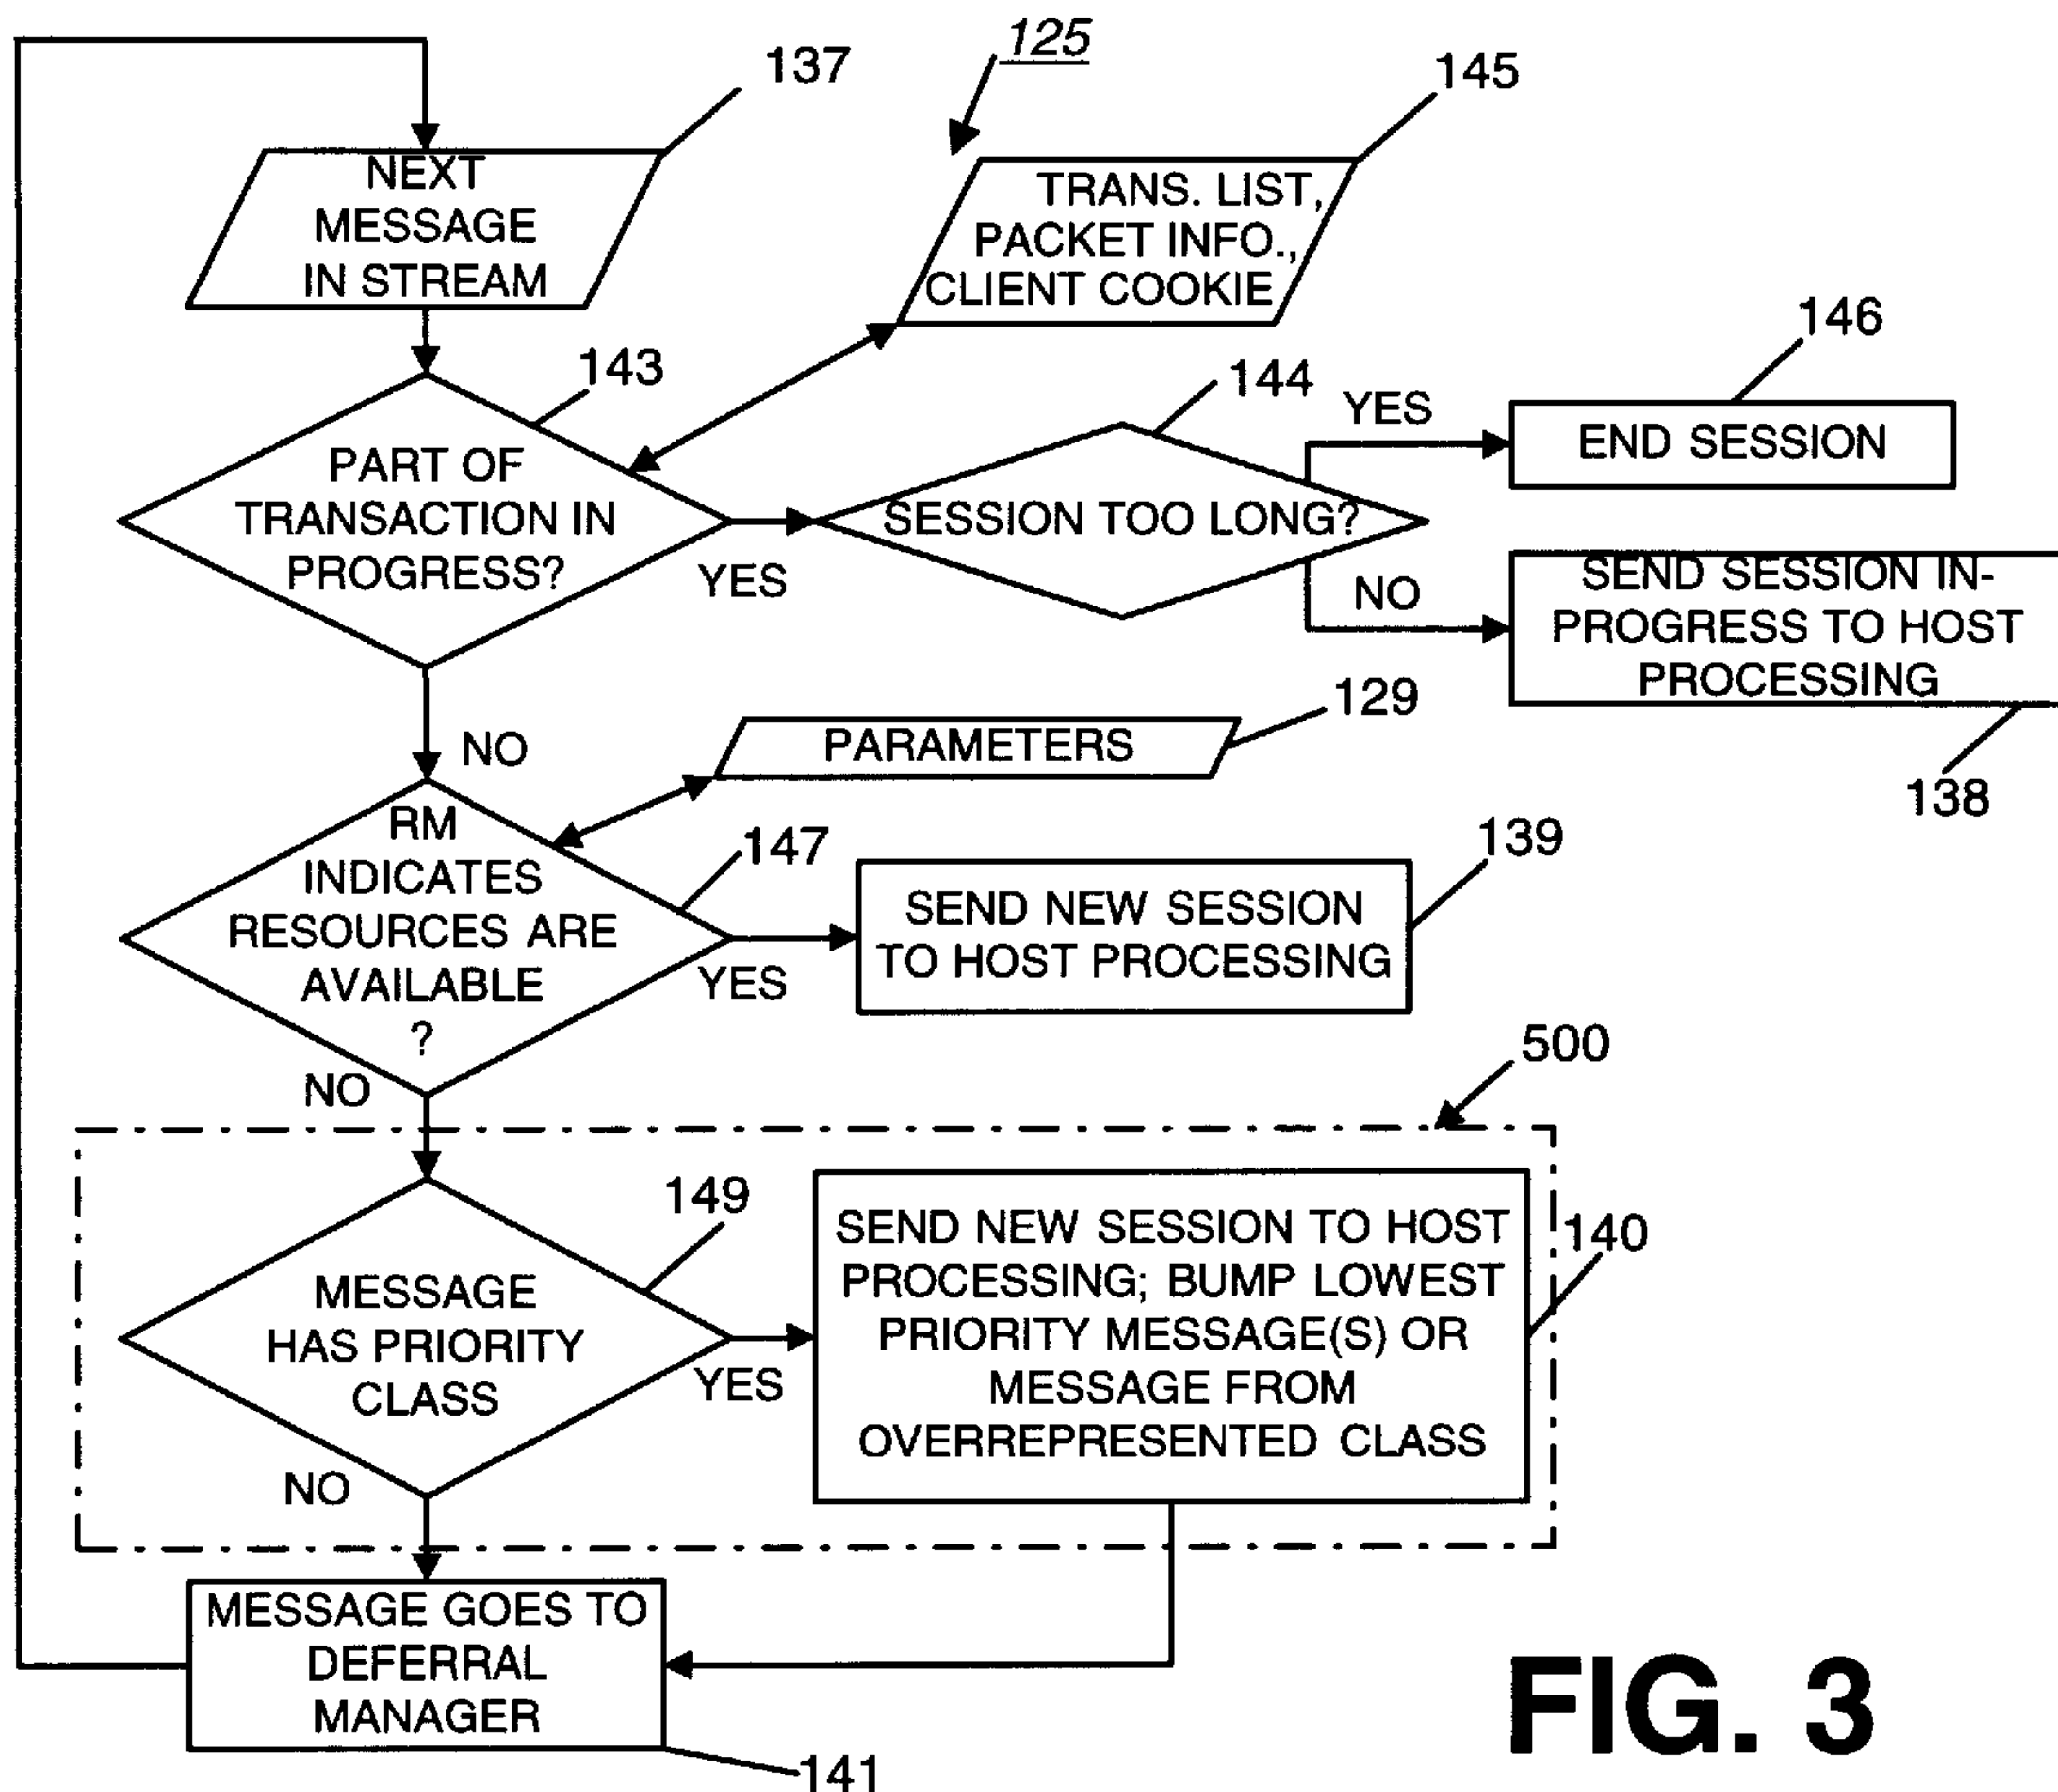 125
137
145
NEXT
MESSAGE
IN STREAM
TRANS. LIST,
PACKET INFO.,
CLIENT COOKIE
143
144
146
YES
END SESSION
PART OF
TRANSACTION IN
PROGRESS?
YES
SESSION TOO LONG?
NO
SEND SESSION IN-
PROGRESS TO HOST
PROCESSING
138
NO
PARAMETERS
129
RM
INDICATES
RESOURCES ARE
AVAILABLE
?
147
YES
SEND NEW SESSION
TO HOST PROCESSING
139
NO
500
MESSAGE
HAS PRIORITY
CLASS
149
YES
SEND NEW SESSION TO HOST
PROCESSING; BUMP LOWEST
PRIORITY MESSAGE(S) OR
MESSAGE FROM
OVERREPRESENTED CLASS
140
NO
MESSAGE GOES TO
DEFERRAL
MANAGER
141
FIG. 3